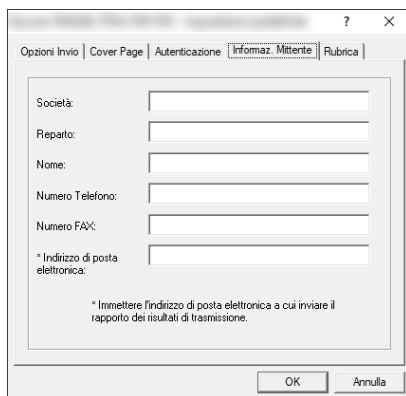 ?
Opzioni Invio Cover Page Autenticazione Informaz. Mittente Rubrica
Società:
Reparto:
Nome:
Numero Telefono:
Numero FAX:
* Indirizzo di posta
elettronica:
* Immettere l'indirizzo di posta elettronica a cui inviare il
rapporto dei risultati di trasmissione.
OK Annulla